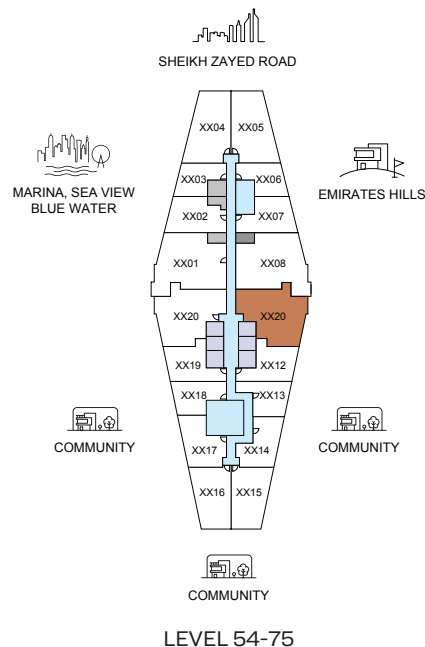 SHEIKH ZAYED ROAD
XX04 XX05
MARINA, SEA VIEW
BLUE WATER
EMIRATES HILLS
XX03 XX06
XX02 XX07
XX01 XX08
XX20 XX20
XX19 XX12
XX18 XX13
COMMUNITY
COMMUNITY
XX17 XX14
XX16 XX15
COMMUNITY
LEVEL 54-75